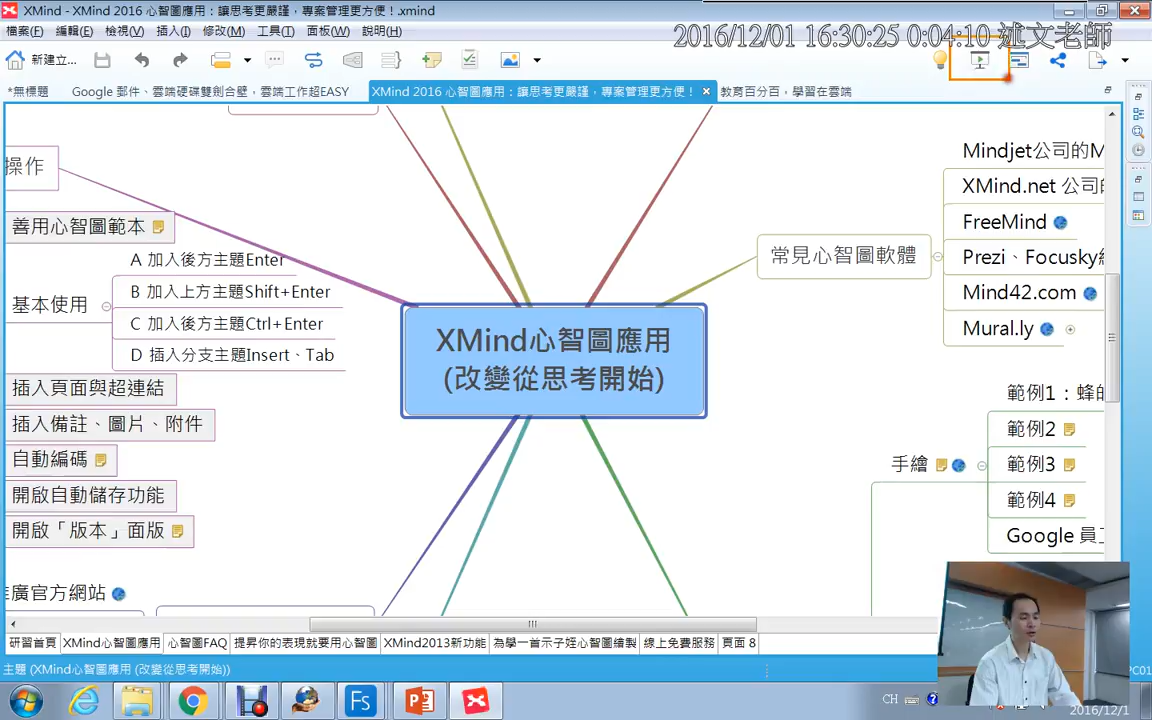 XMind - XMind 2016 心智圖應用：讓思考更嚴謹，專案管理更方便！.xmind
檔案(F) 編輯(E) 檢視(V) 插入(I) 修改(M) 工具(T) 面板(W) 說明(H)
2016/12/01 16:30:25 0:04:10 述文老師
新建立...
*無標題 Google 郵件、雲端硬碟雙劍合壁，雲端工作超EASY XMind 2016 心智圖應用：讓思考更嚴謹，專案管理更方便！ 教育百分百，學習在雲端
操作
善用心智圖範本
基本使用
A 加入後方主題Enter
B 加入上方主題Shift+Enter
C 加入後方主題Ctrl+Enter
D 插入分支主題Insert、Tab
插入頁面與超連結
插入備註、圖片、附件
自動編碼
開啟自動儲存功能
開啟「版本」面版
推廣官方網站
XMind心智圖應用
(改變從思考開始)
常見心智圖軟體
Mindjet公司的M
XMind.net 公司的
FreeMind
Prezi、Focusky
Mind42.com
Mural.ly
手繪
範例1：蜂的
範例2
範例3
範例4
Google 員工
研習首頁 XMind心智圖應用 心智圖FAQ 提昇你的表現就要用心智圖 XMind2013新功能 為學一首示子姪心智圖繪製 線上免費服務 頁面 8
主題 (XMind心智圖應用 (改變從思考開始))
PC01
Fs
CH
2016/12/1